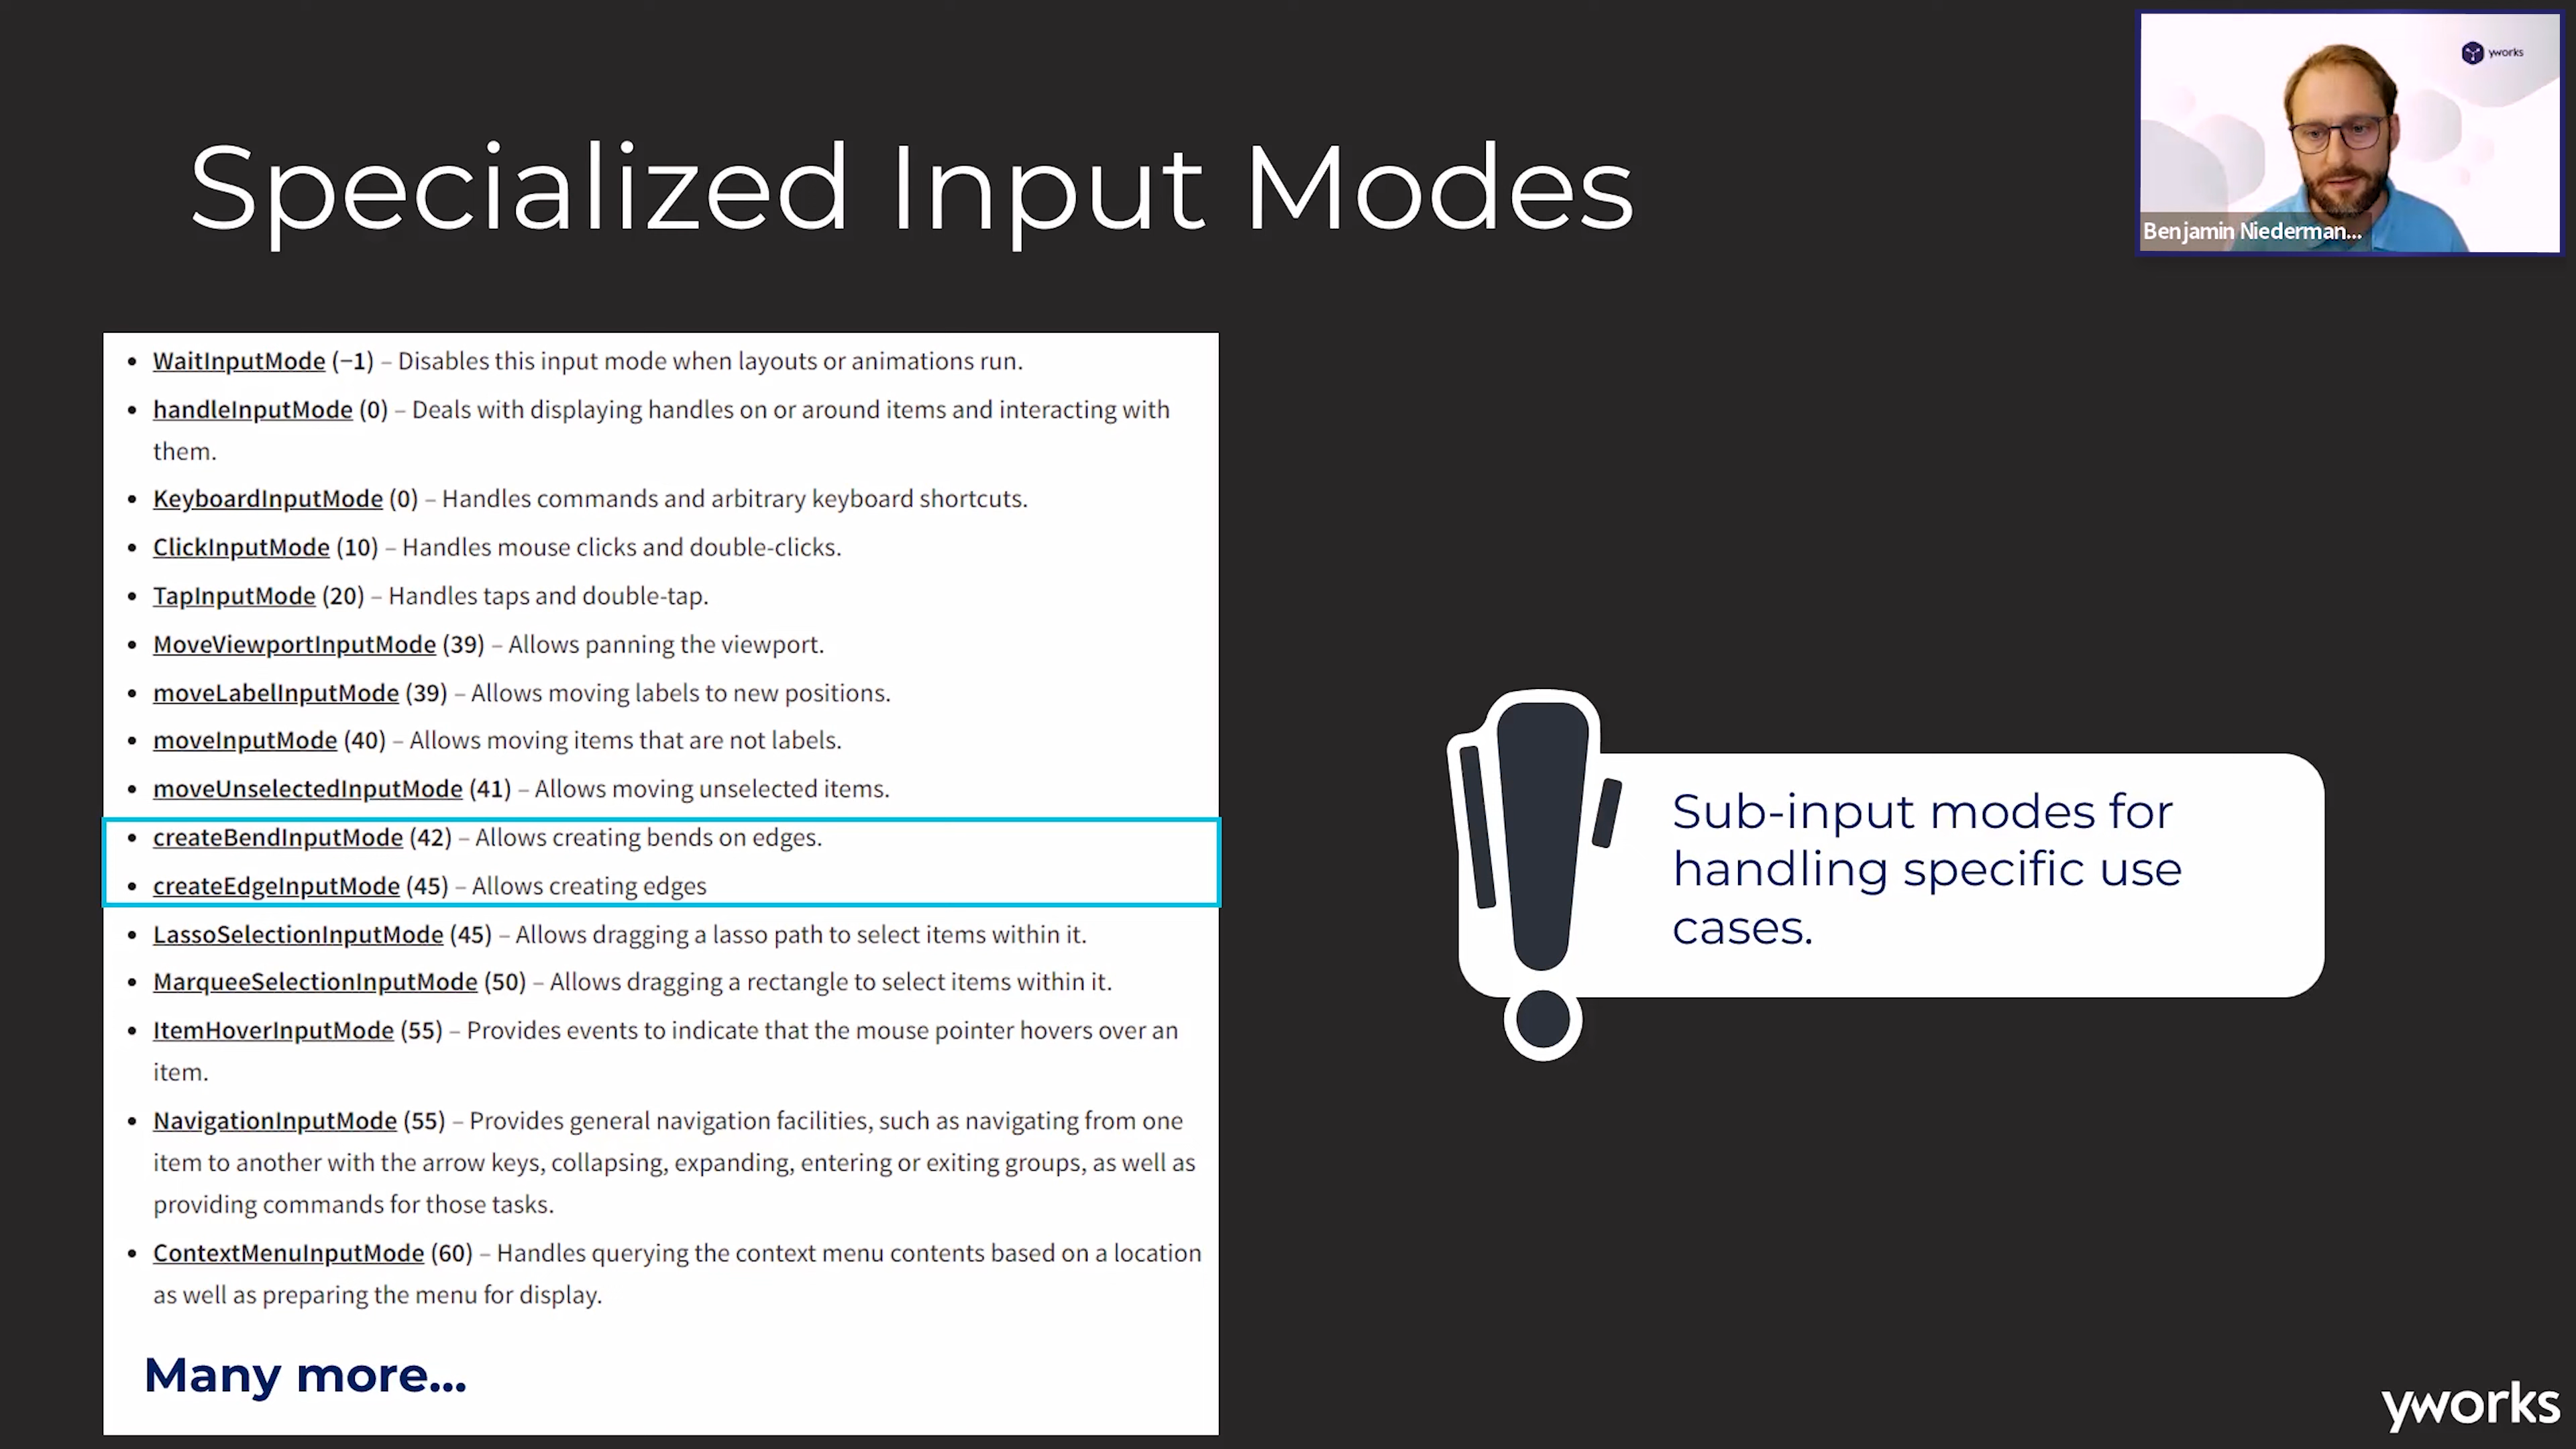 Specialized Input Modes
yworks
Benjamin Niederman...
• WaitInputMode (−1) – Disables this input mode when layouts or animations run.
• handleInputMode (0) – Deals with displaying handles on or around items and interacting with
them.
• KeyboardInputMode (0) – Handles commands and arbitrary keyboard shortcuts.
• ClickInputMode (10) – Handles mouse clicks and double-clicks.
• TapInputMode (20) – Handles taps and double-tap.
• MoveViewportInputMode (39) – Allows panning the viewport.
• moveLabelInputMode (39) – Allows moving labels to new positions.
• moveInputMode (40) – Allows moving items that are not labels.
• moveUnselectedInputMode (41) – Allows moving unselected items.
• createBendInputMode (42) – Allows creating bends on edges.
• createEdgeInputMode (45) – Allows creating edges
• LassoSelectionInputMode (45) – Allows dragging a lasso path to select items within it.
• MarqueeSelectionInputMode (50) – Allows dragging a rectangle to select items within it.
• ItemHoverInputMode (55) – Provides events to indicate that the mouse pointer hovers over an
item.
• NavigationInputMode (55) – Provides general navigation facilities, such as navigating from one
item to another with the arrow keys, collapsing, expanding, entering or exiting groups, as well as
providing commands for those tasks.
• ContextMenuInputMode (60) – Handles querying the context menu contents based on a location
as well as preparing the menu for display.
Many more...
Sub-input modes for
handling specific use
cases.
yworks